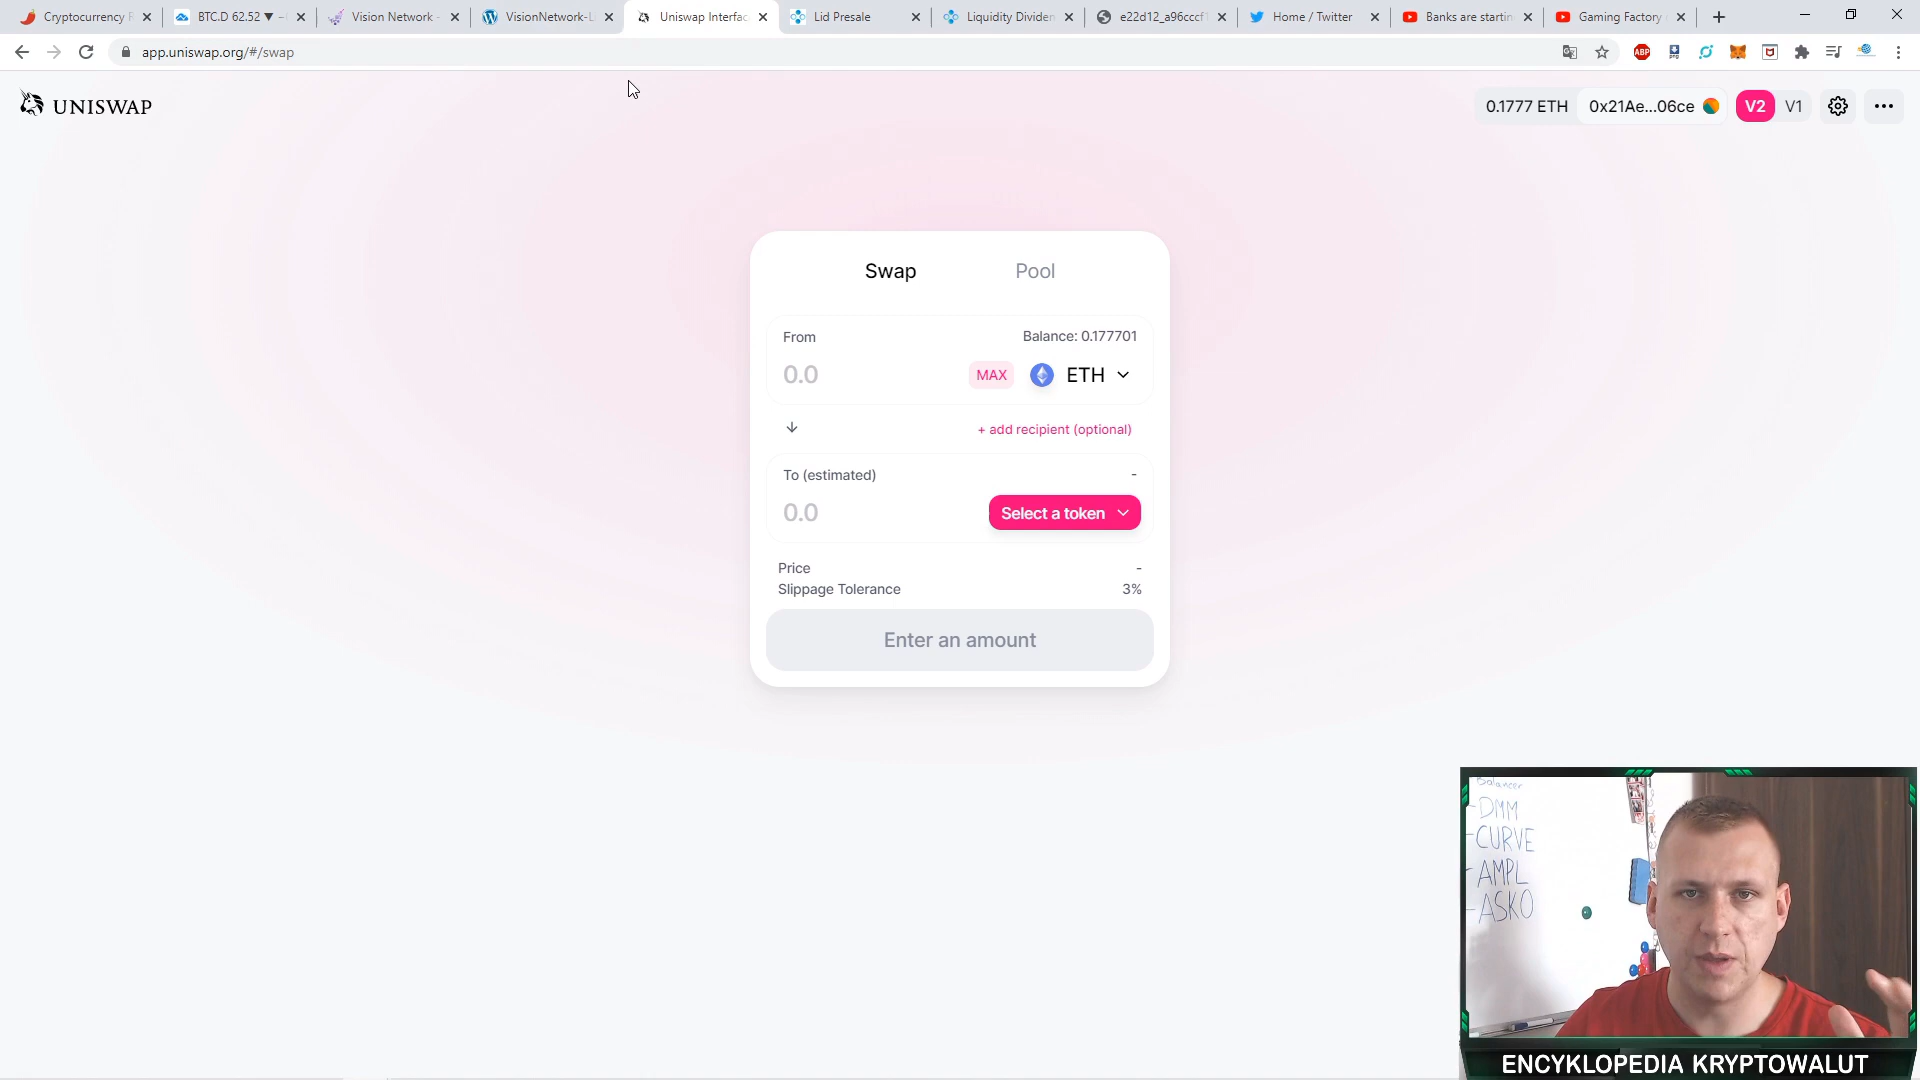 Cryptocurrency
BTC.D 62.52 ▼
Vision Network -
VisionNetwork-L
Uniswap Interfac
Lid Presale
Liquidity Dividen
e22d12_a96cccf1
Home / Twitter
Banks are startin
Gaming Factory
app.uniswap.org/#/swap
ABP
UNISWAP
0.1777 ETH
0x21Ae...06ce
V2
V1
Swap
Pool
From
Balance: 0.177701
0.0
MAX
ETH
+ add recipient (optional)
To (estimated)
-
0.0
Select a token
Price
-
Slippage Tolerance
3%
Enter an amount
Balancer
-DMM
-CURVE
-AMPL
-ASKO
ENCYKLOPEDIA KRYPTOWALUT